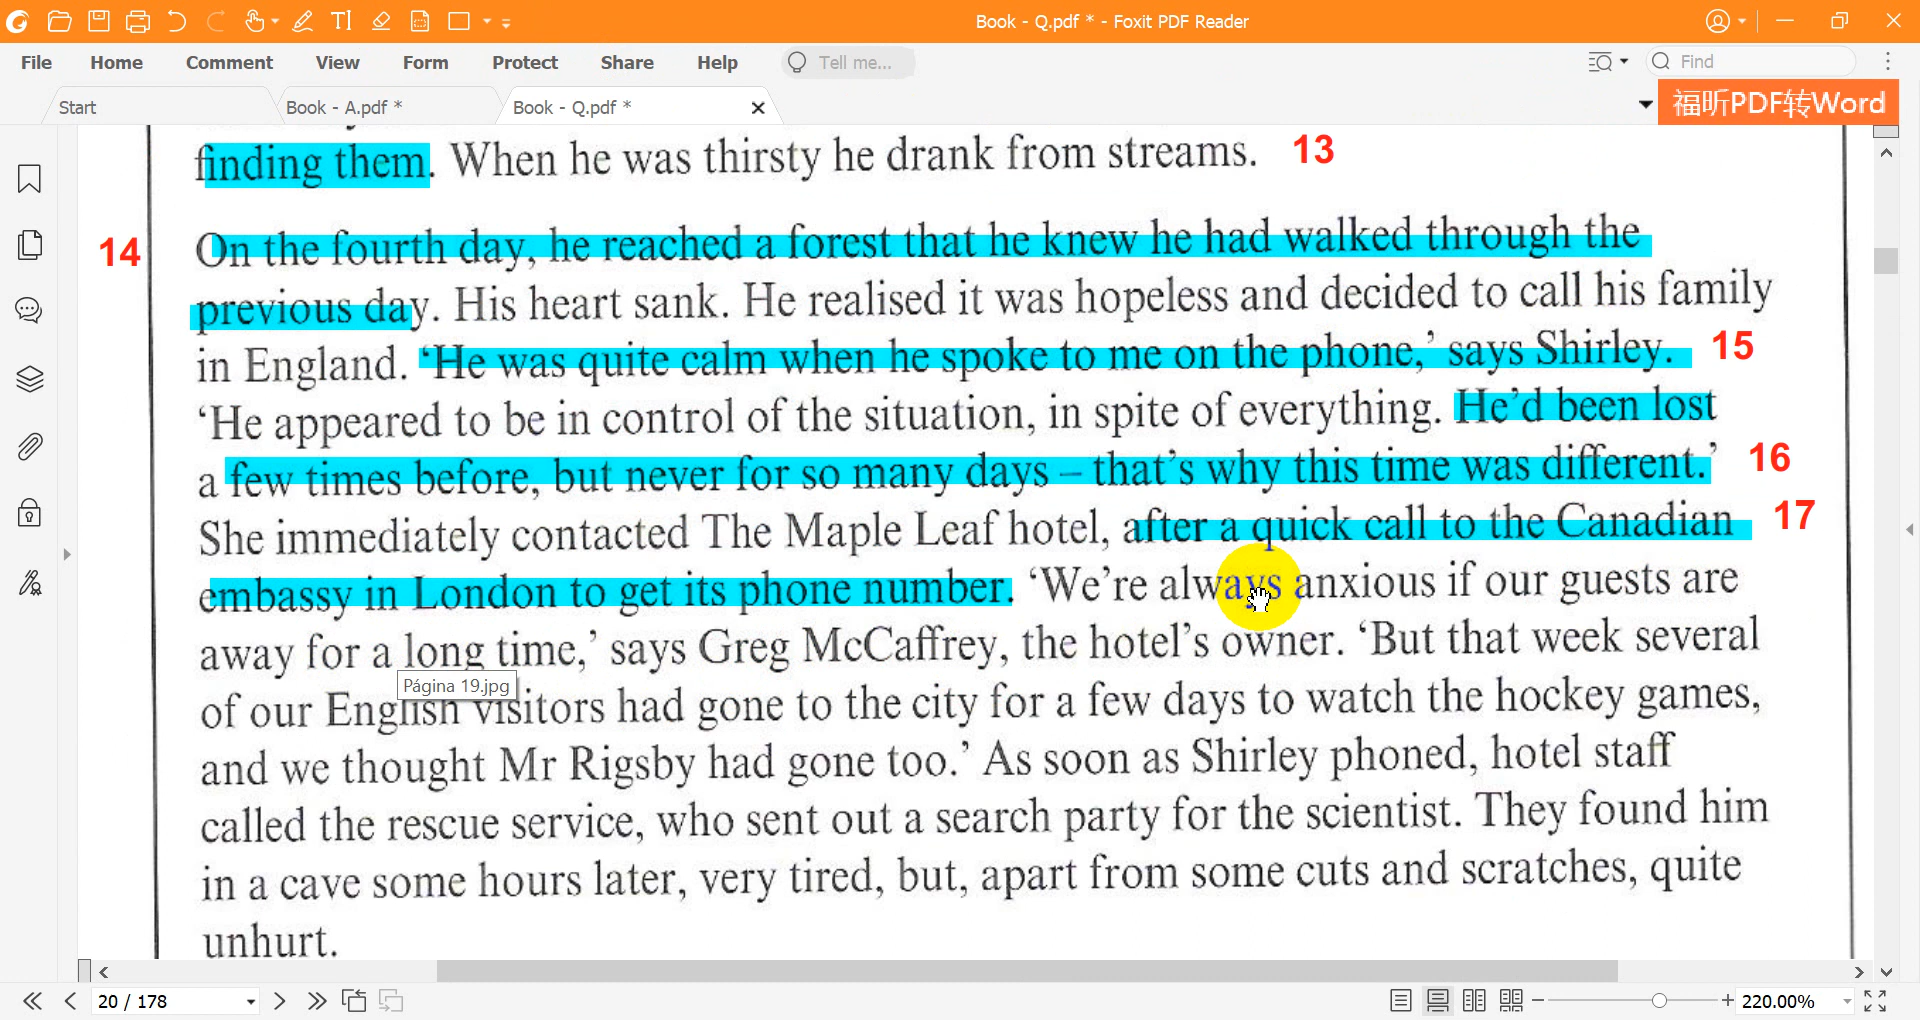 Book - Q.pdf * - Foxit PDF Reader
File Home Comment View Form Protect Share Help Tell me... Find
Start Book - A.pdf * Book - Q.pdf * 福昕PDF转Word
finding them. When he was thirsty he drank from streams. 13
14 On the fourth day, he reached a forest that he knew he had walked through the
previous day. His heart sank. He realised it was hopeless and decided to call his family
in England. ‘He was quite calm when he spoke to me on the phone,’ says Shirley. 15
‘He appeared to be in control of the situation, in spite of everything. He’d been lost
a few times before, but never for so many days – that’s why this time was different.’ 16
She immediately contacted The Maple Leaf hotel, after a quick call to the Canadian 17
embassy in London to get its phone number. ‘We’re always anxious if our guests are
away for a long time,’ says Greg McCaffrey, the hotel’s owner. ‘But that week several
Página 19.jpg
of our English visitors had gone to the city for a few days to watch the hockey games,
and we thought Mr Rigsby had gone too.’ As soon as Shirley phoned, hotel staff
called the rescue service, who sent out a search party for the scientist. They found him
in a cave some hours later, very tired, but, apart from some cuts and scratches, quite
unhurt.
20 / 178 220.00%